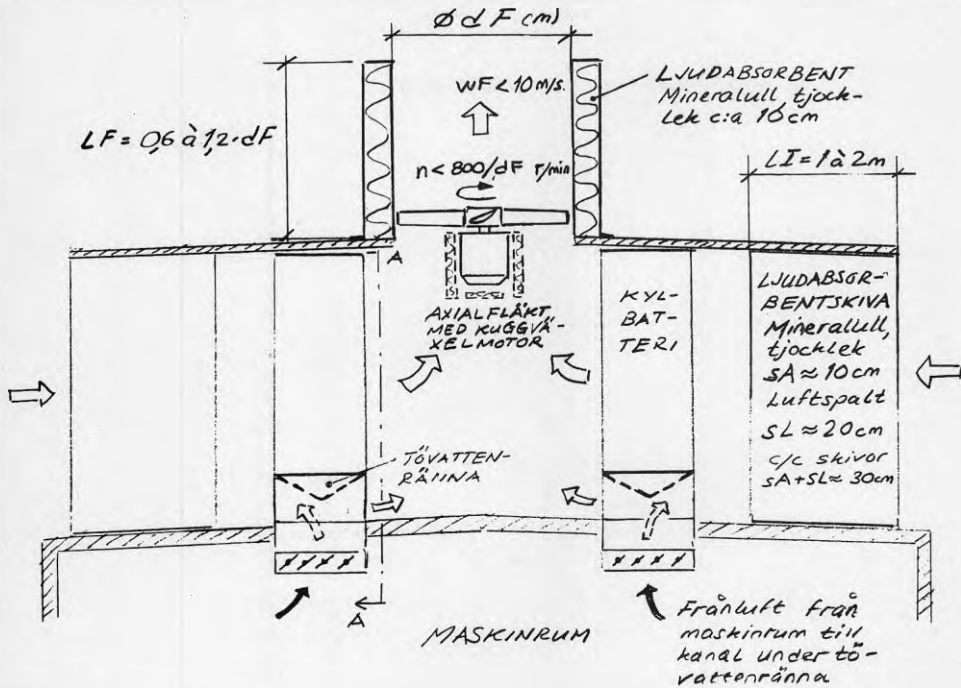 Ø d F (cm)
wF < 10 m/s.
LJUDABSORBENT
Mineralull, tjock-
lek c:a 10 cm
LF = 0,6 à 1,2·dF
n < 800/dF r/min
LI = 1 à 2 m
A
AXIALFLÄKT
MED KUGGVÄ-
XELMOTOR
KYL-
BAT-
TERI
LJUDABSOR-
BENTSKIVA
Minerallull,
tjocklek
sA ≈ 10 cm
Luftspalt
sL ≈ 20 cm
c/c skivor
sA + sL ≈ 30 cm
TÖVATTEN-
RÄNNA
A
MASKINRUM
Frånluft från
maskinrum till
kanal under tö-
vattenränna